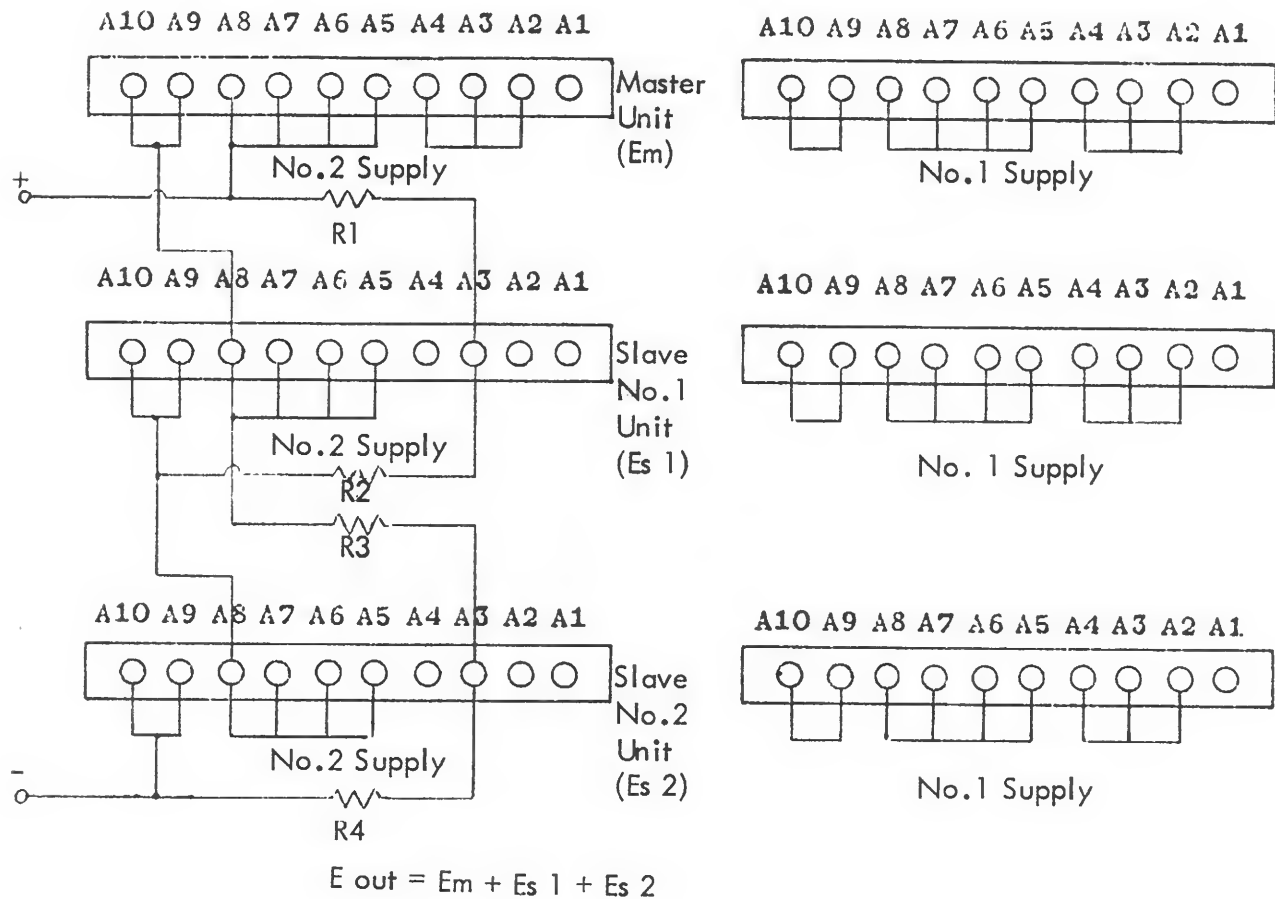 A10 A9 A8 A7 A6 A5 A4 A3 A2 A1
Master
Unit
(Em)
No.2 Supply
+
R1
A10 A9 A8 A7 A6 A5 A4 A3 A2 A1
No.1 Supply
A10 A9 A8 A7 A6 A5 A4 A3 A2 A1
Slave
No.1
Unit
(Es 1)
No.2 Supply
R2
R3
A10 A9 A8 A7 A6 A5 A4 A3 A2 A1
No. 1 Supply
A10 A9 A8 A7 A6 A5 A4 A3 A2 A1
Slave
No.2
Unit
(Es 2)
No.2 Supply
-
R4
A10 A9 A8 A7 A6 A5 A4 A3 A2 A1
No.1 Supply
E out = Em + Es 1 + Es 2